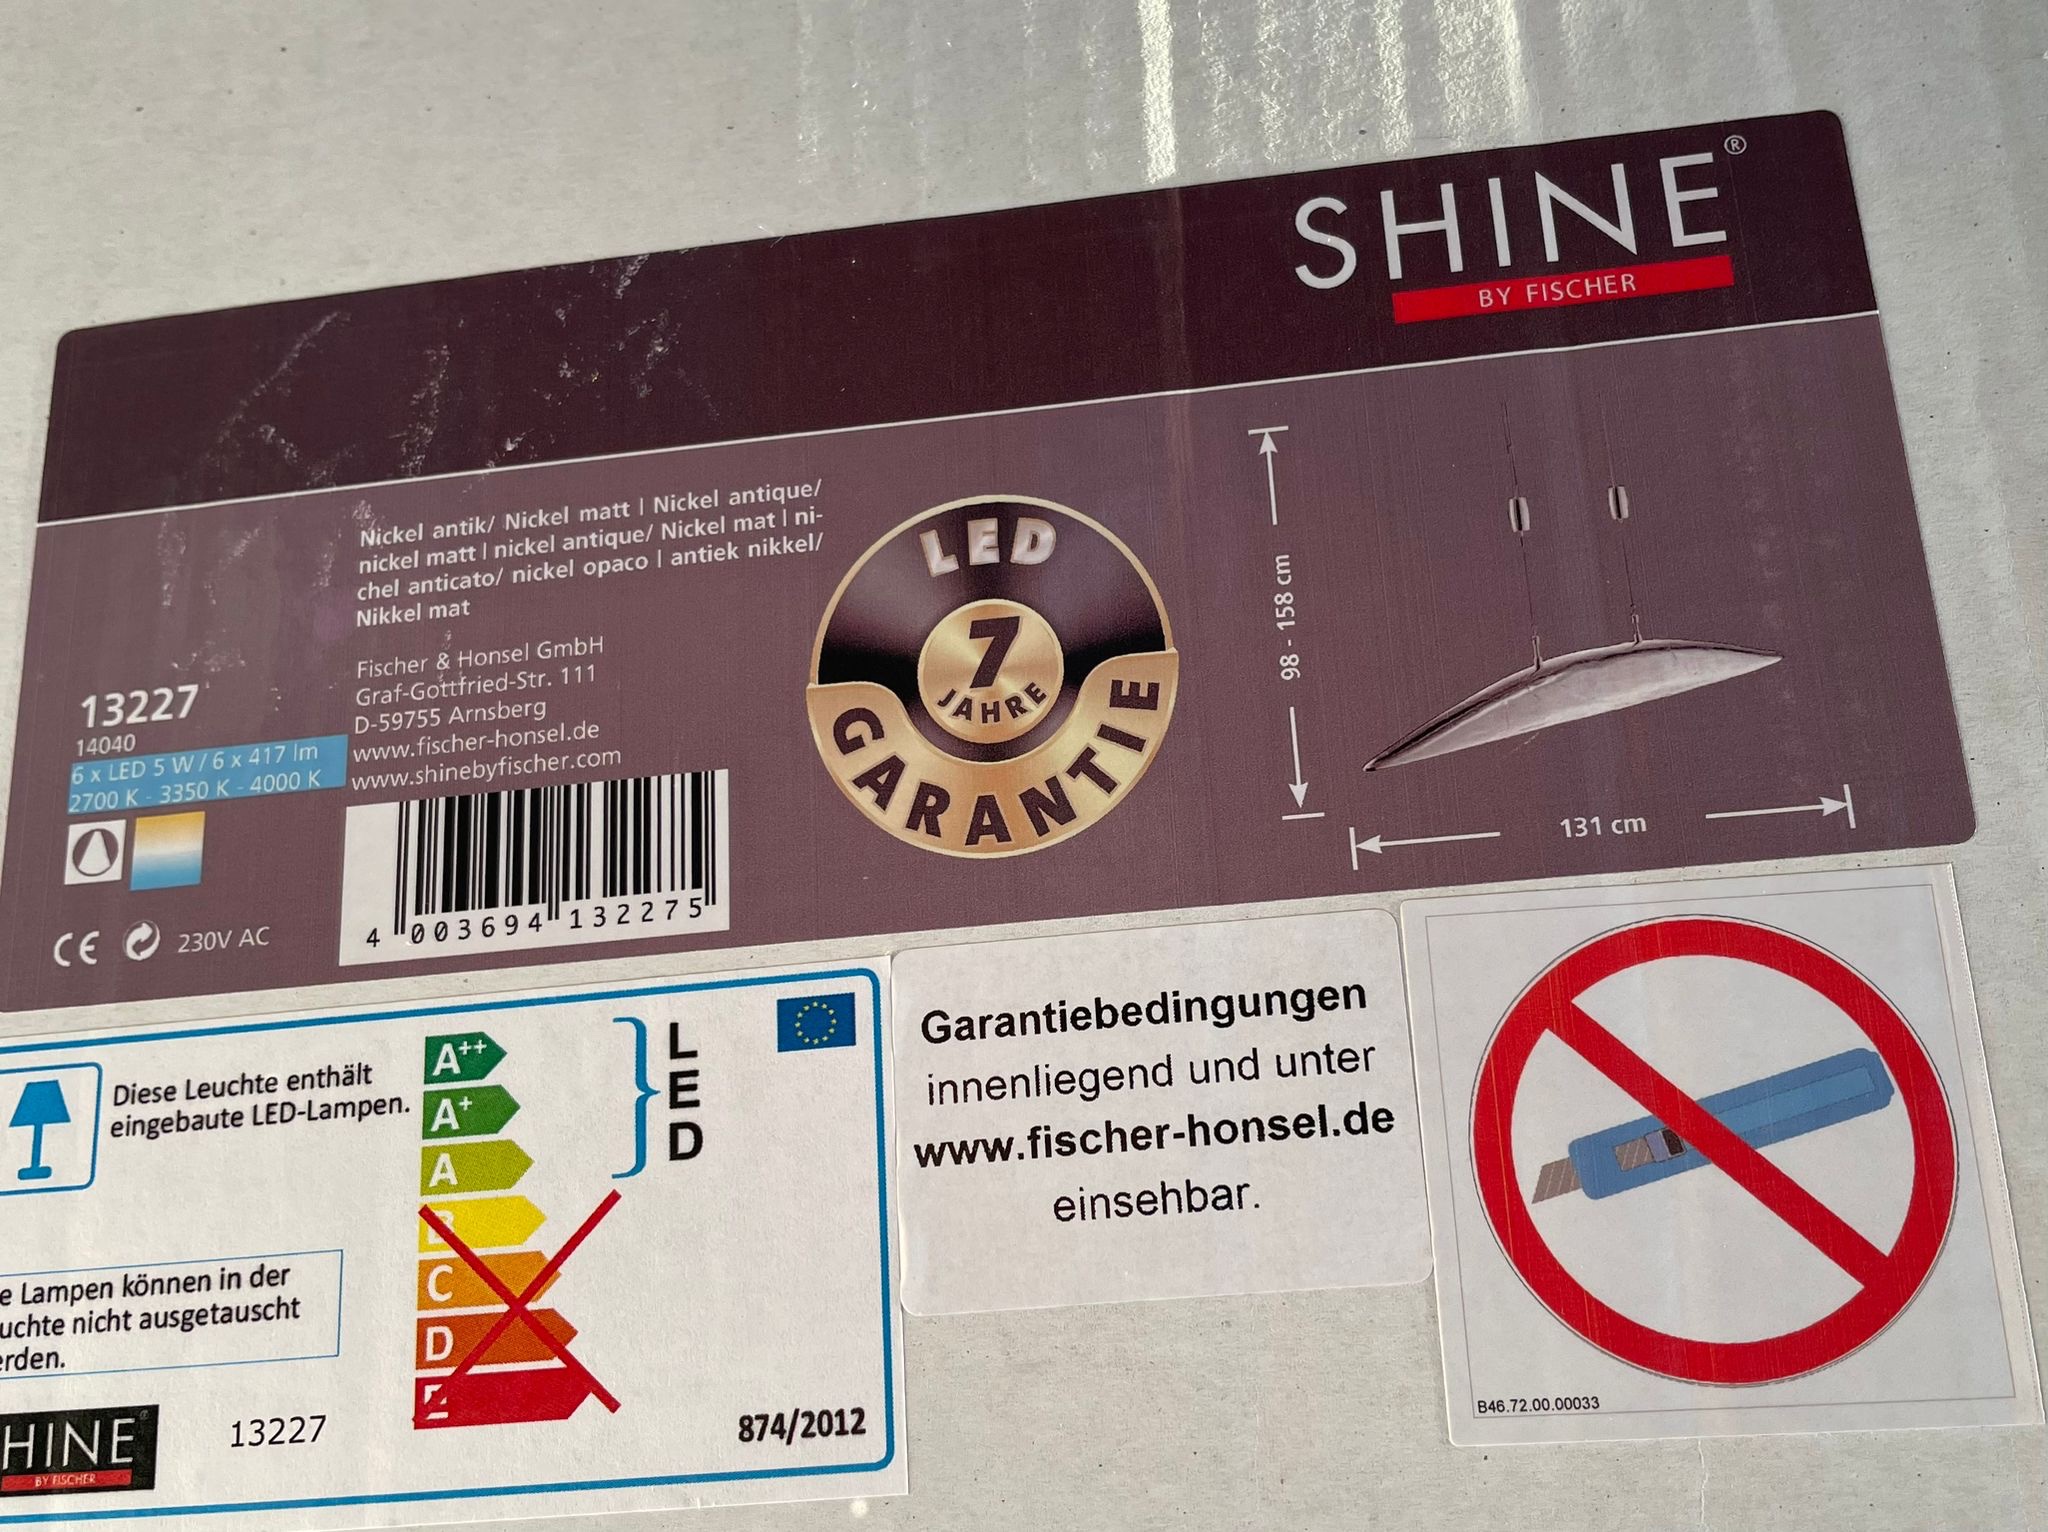 SHINE®
BY FISCHER
Nickel antik/ Nickel matt | Nickel antique/
nickel matt | nickel antique/ Nickel mat | ni-
chel anticato/ nickel opaco | antiek nikkel/
Nikkel mat
Fischer & Honsel GmbH
Graf-Gottfried-Str. 111
D-59755 Arnsberg
www.fischer-honsel.de
www.shinebyfischer.com
13227
14040
6 x LED 5 W / 6 x 417 lm
2700 K - 3350 K - 4000 K
CE 230V AC
4 003694 132275
LED
7
JAHRE
GARANTIE
98 - 158 cm
131 cm
Diese Leuchte enthält
eingebaute LED-Lampen.
A++
A+
A
B
C
D
E
LED
e Lampen können in der
uchte nicht ausgetauscht
erden.
HINE®
BY FISCHER
13227
874/2012
Garantiebedingungen
innenliegend und unter
www.fischer-honsel.de
einsehbar.
B46.72.00.00033